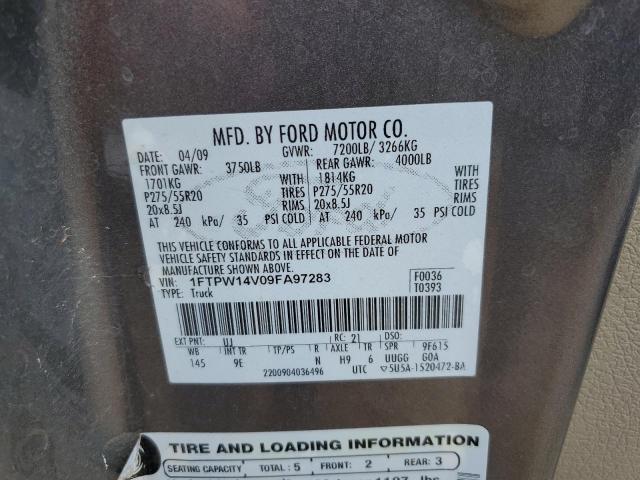 MFD. BY FORD MOTOR CO.
DATE: 04/09 GVWR: 7200LB/ 3266KG
FRONT GAWR: 3750LB REAR GAWR: 4000LB
1701KG WITH 1814KG WITH
P275/55R20 TIRES P275/55R20 TIRES
20x8.5J RIMS 20x8.5J RIMS
AT 240 kPa/ 35 PSI COLD AT 240 kPa/ 35 PSI COLD
THIS VEHICLE CONFORMS TO ALL APPLICABLE FEDERAL MOTOR
VEHICLE SAFETY STANDARDS IN EFFECT ON THE DATE OF
MANUFACTURE SHOWN ABOVE.
VIN: 1FTPW14V09FA97283 F0036
TYPE: Truck T0393
EXT PNT: UJ RC: 21 DSO:
WB INT TR TP/PS R AXLE TR SPR 9F615
145 9E N H9 6 UUGG G0A
2200904036496 UTC 5U5A-1520472-BA
TIRE AND LOADING INFORMATION
SEATING CAPACITY TOTAL: 5 FRONT: 2 REAR: 3